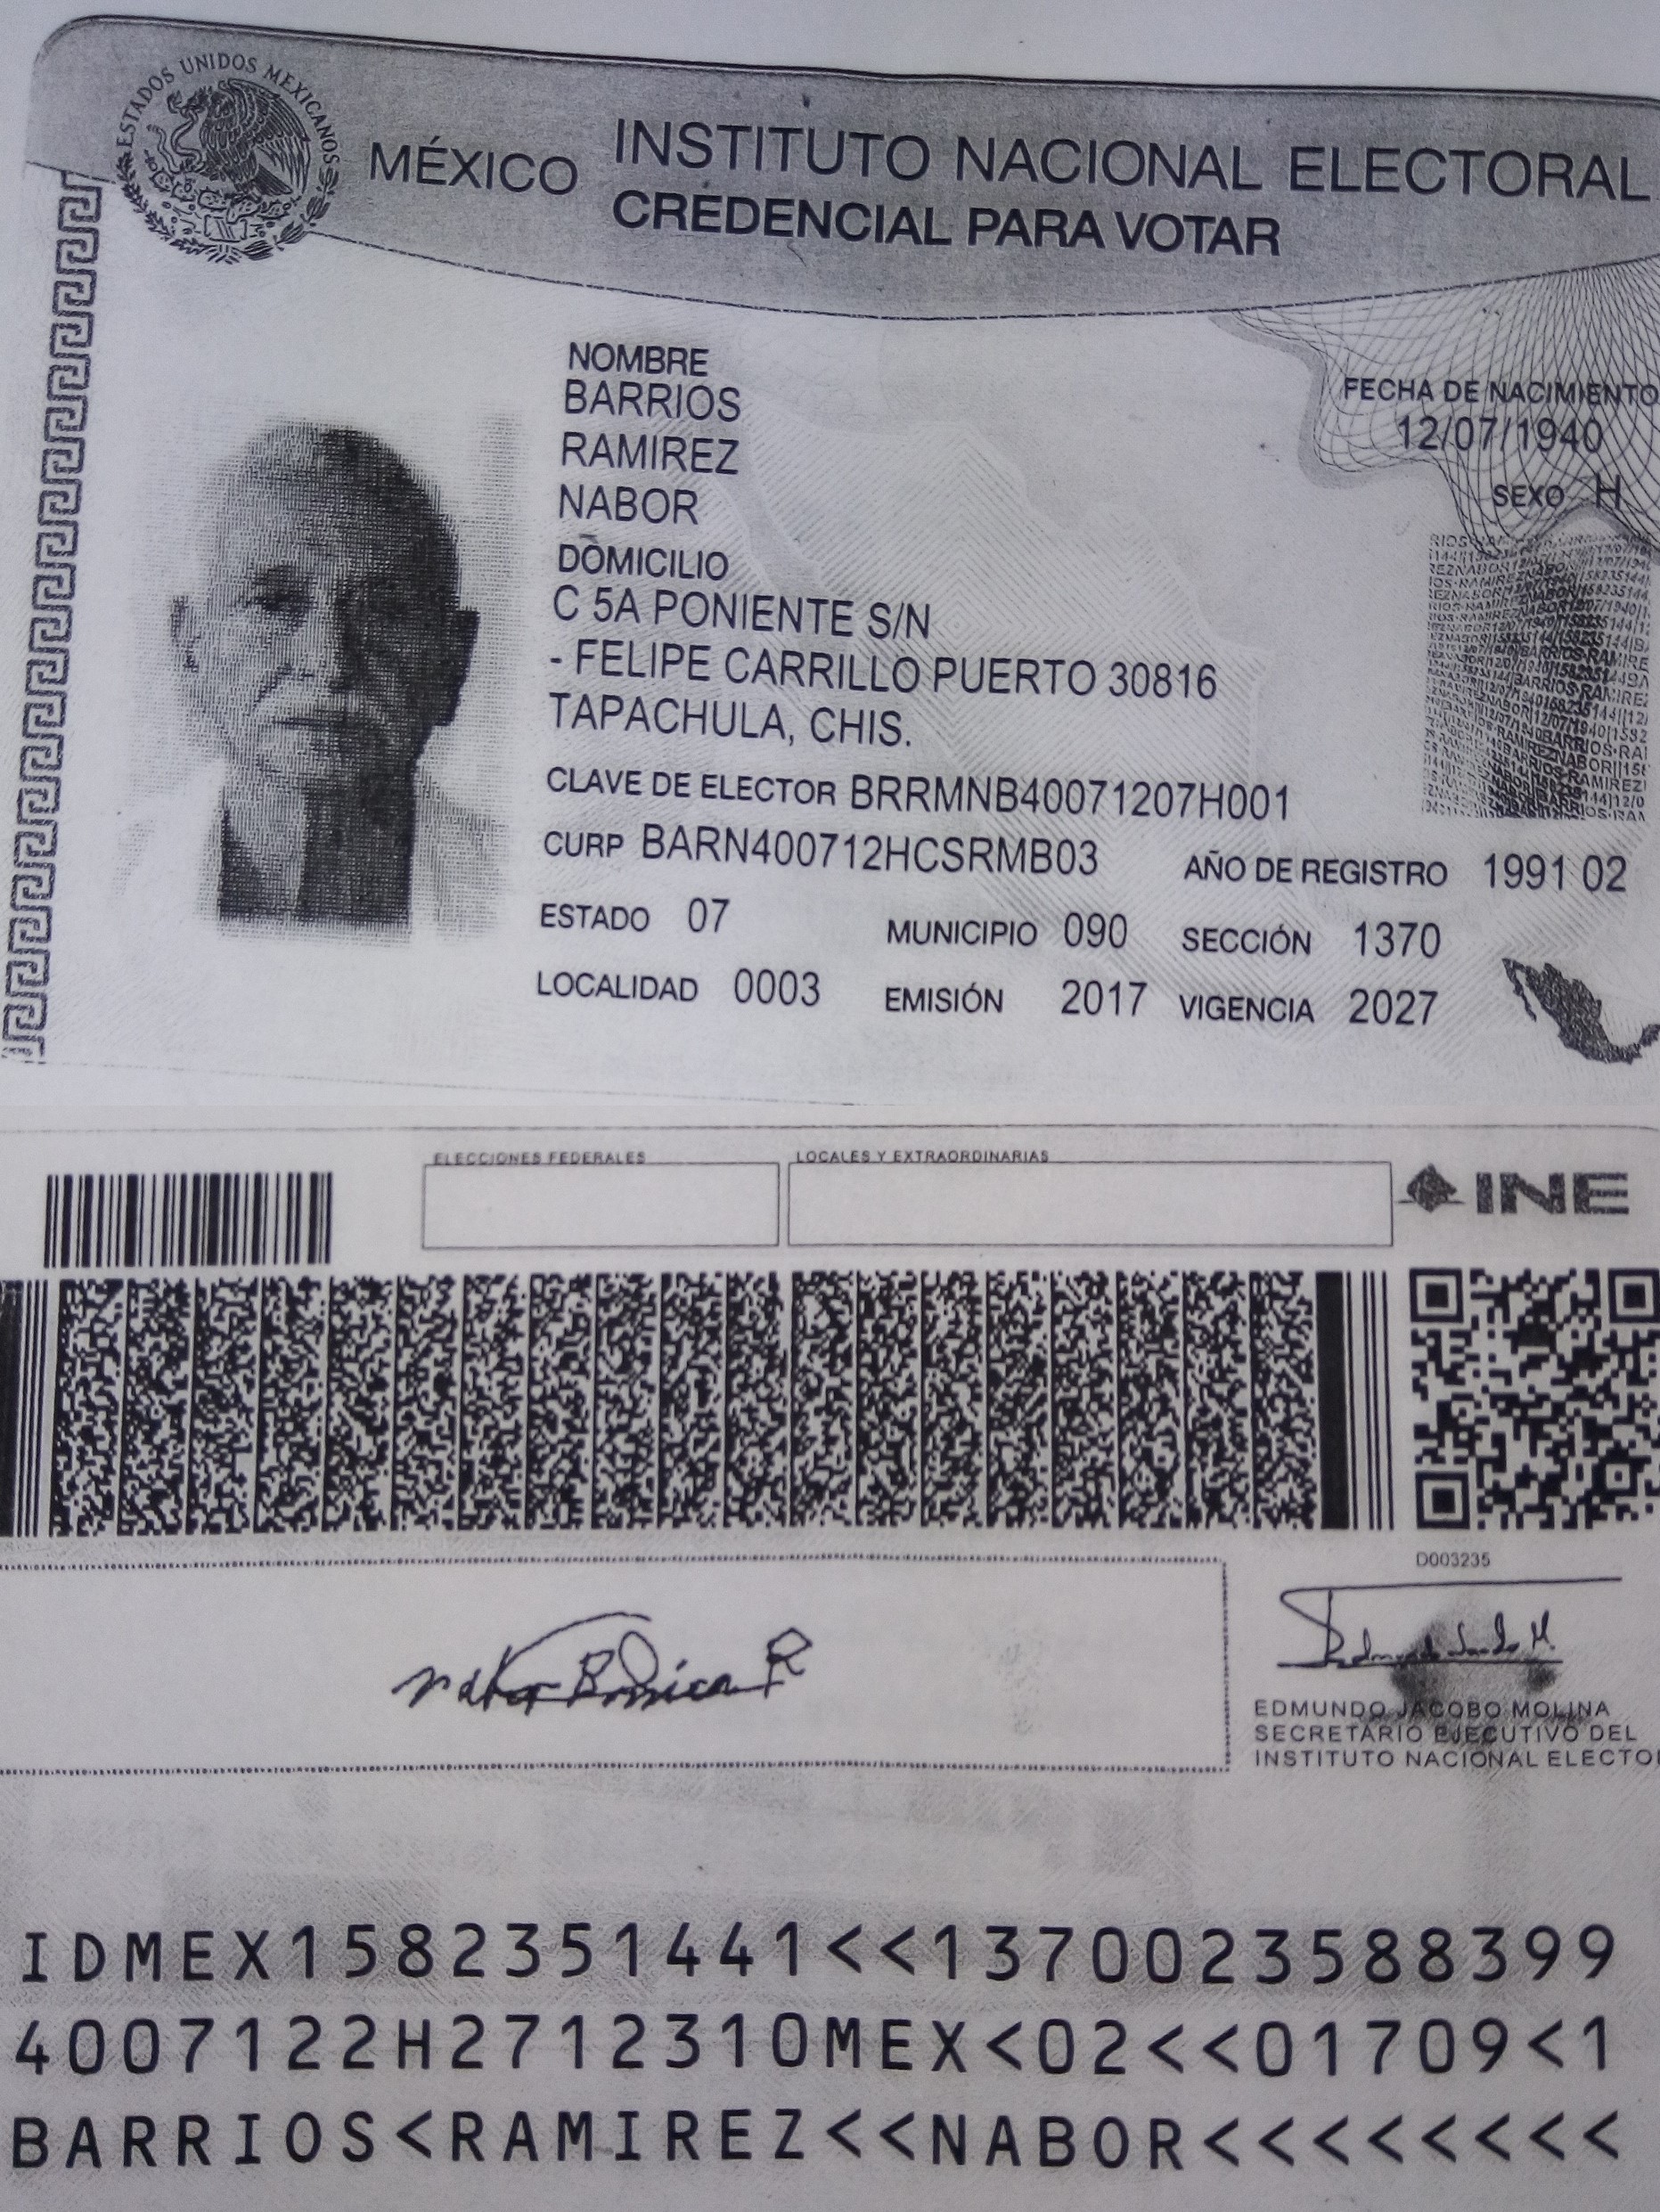 ESTADOS UNIDOS MEXICANOS
MÉXICO INSTITUTO NACIONAL ELECTORAL
CREDENCIAL PARA VOTAR
NOMBRE
BARRIOS
RAMIREZ
NABOR
FECHA DE NACIMIENTO
12/07/1940
SEXO H
DOMICILIO
C 5A PONIENTE S/N
- FELIPE CARRILLO PUERTO 30816
TAPACHULA, CHIS.
CLAVE DE ELECTOR BRRMNB40071207H001
CURP BARN400712HCSRMB03 AÑO DE REGISTRO 1991 02
ESTADO 07 MUNICIPIO 090 SECCIÓN 1370
LOCALIDAD 0003 EMISIÓN 2017 VIGENCIA 2027
ELECCIONES FEDERALES LOCALES Y EXTRAORDINARIAS
INE
D003235
EDMUNDO JACOBO MOLINA
SECRETARIO EJECUTIVO DEL
INSTITUTO NACIONAL ELECTO
IDMEX1582351441<<1370023588399
4007122H2712310MEX<02<<01709<1
BARRIOS<RAMIREZ<<NABOR<<<<<<<<